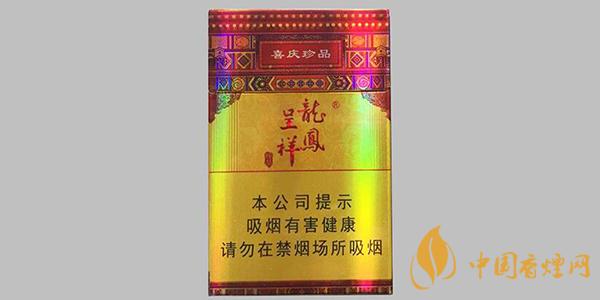 喜庆珍品
龍鳳®
呈祥
本公司提示
吸烟有害健康
请勿在禁烟场所吸烟
中国香煙网